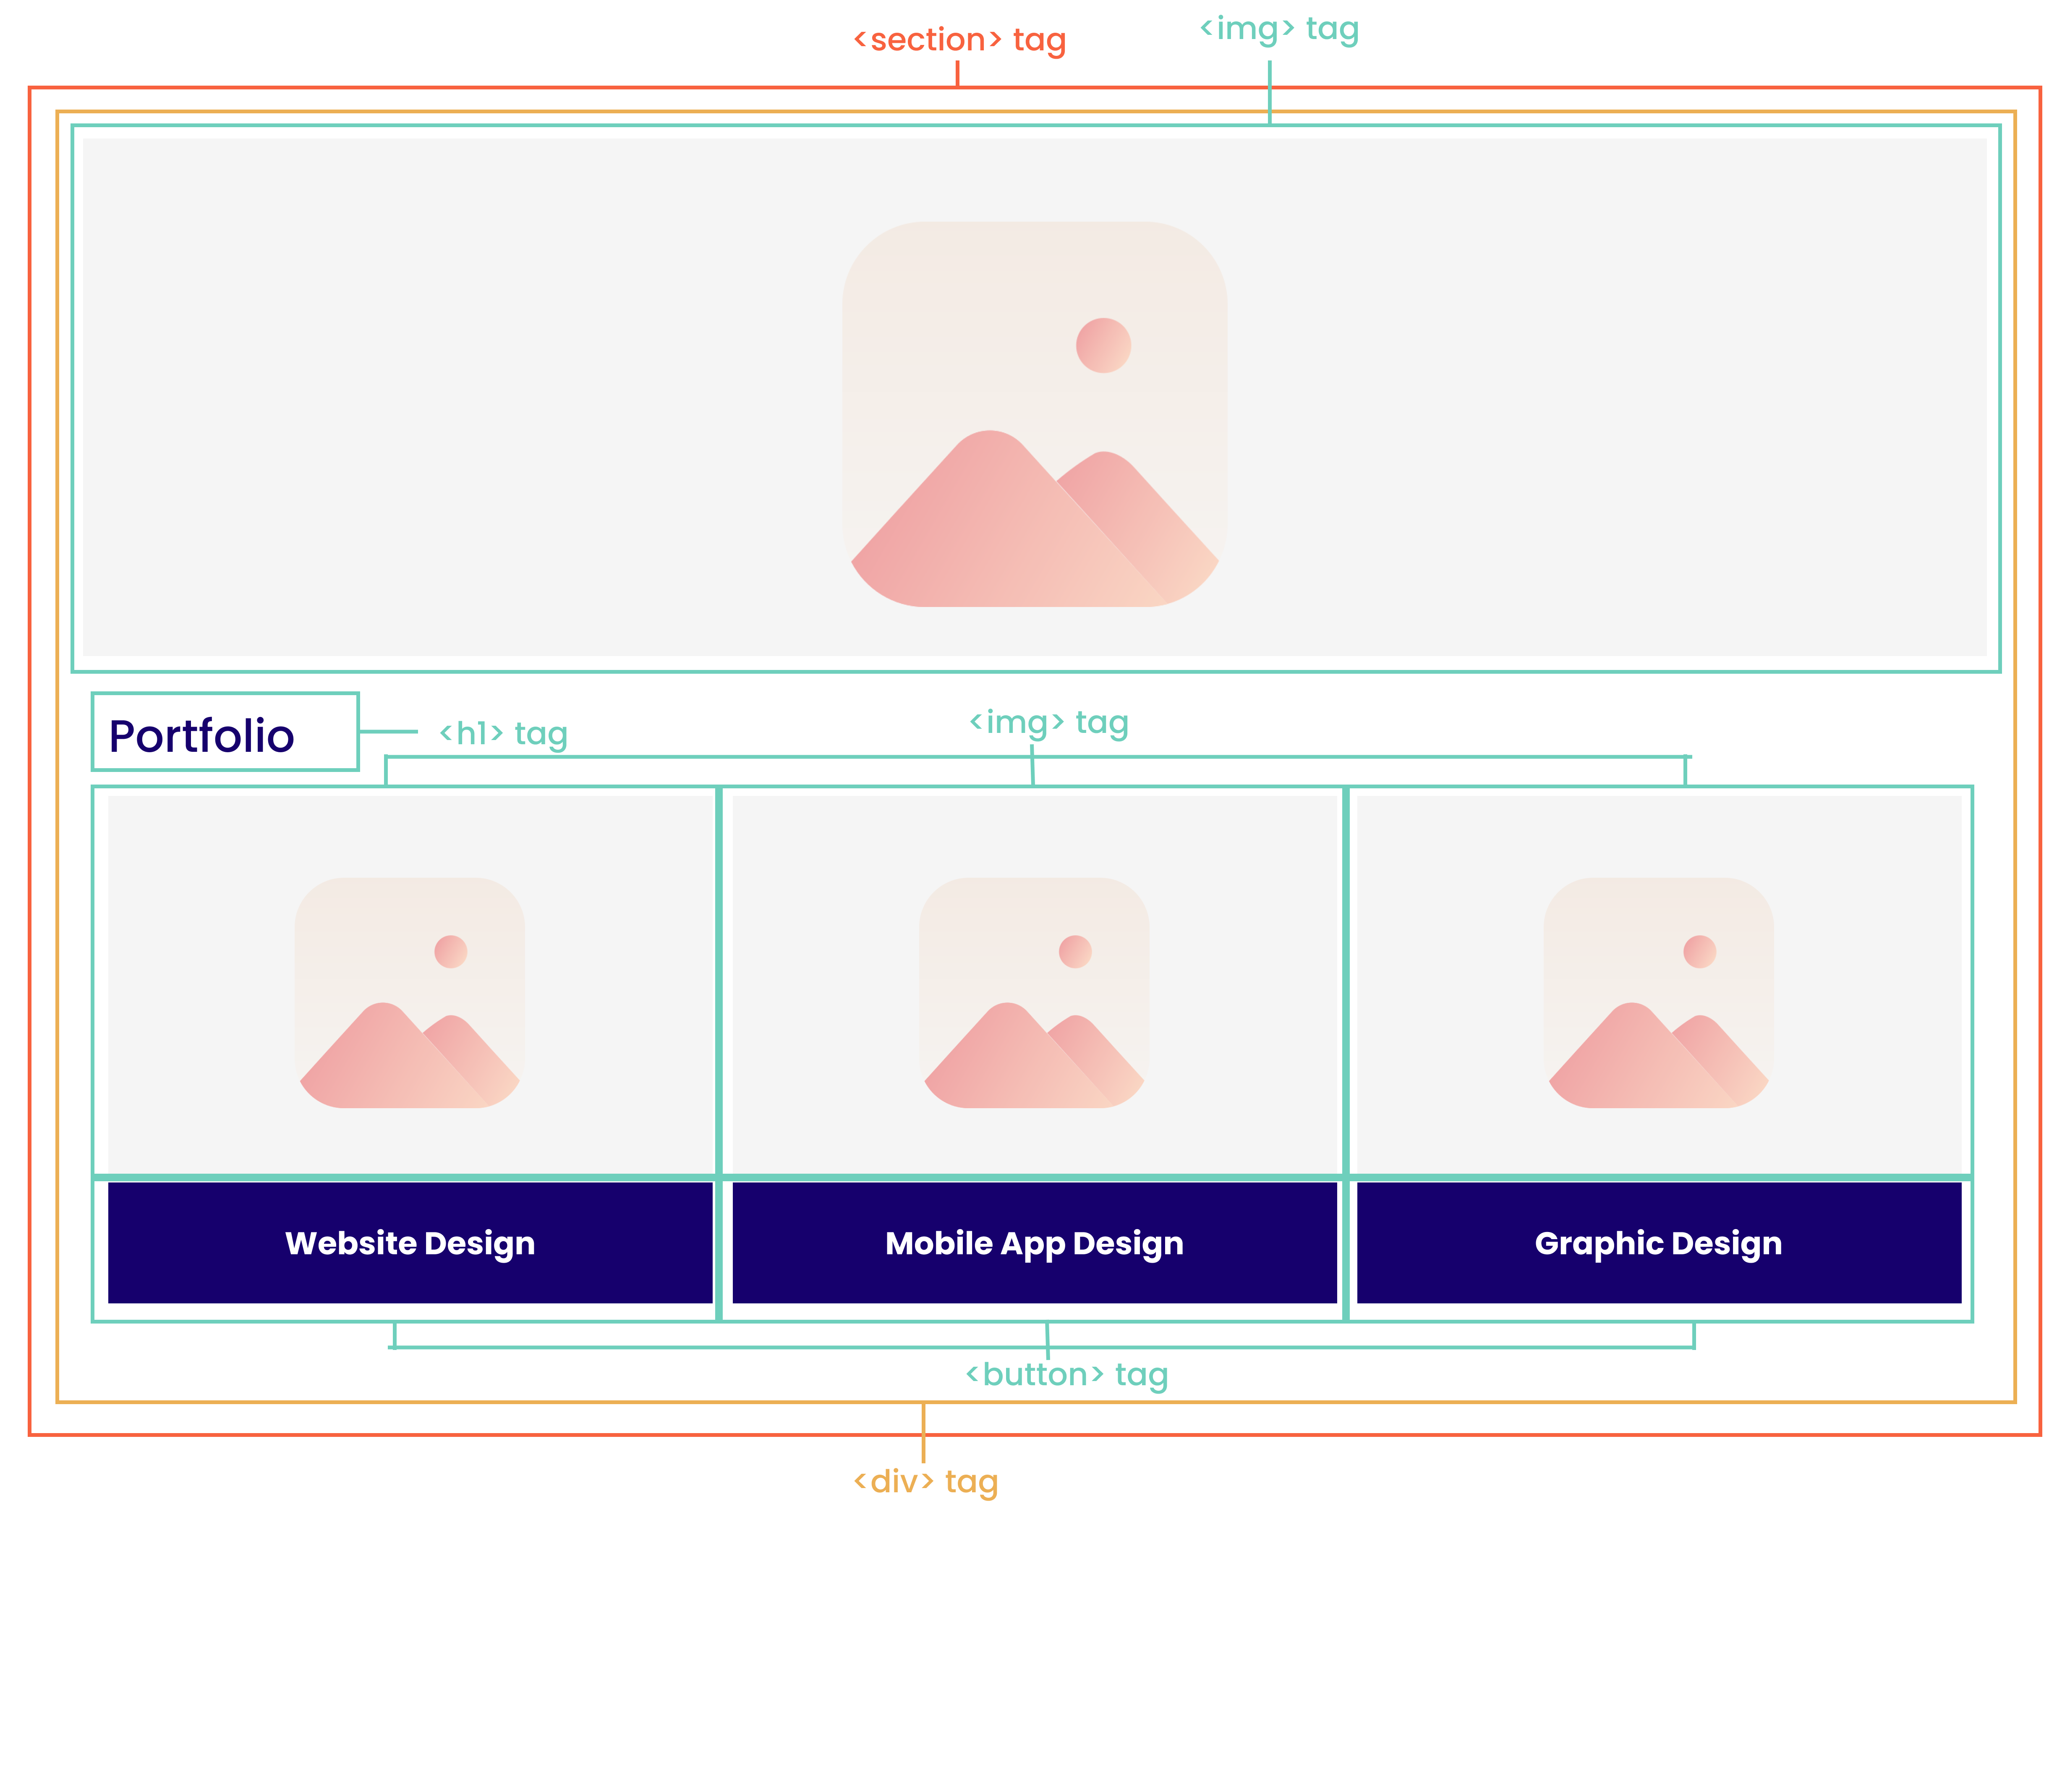 <section> tag
<img> tag
Portfolio
<h1> tag
<img> tag
Website Design
Mobile App Design
Graphic Design
<button> tag
<div> tag